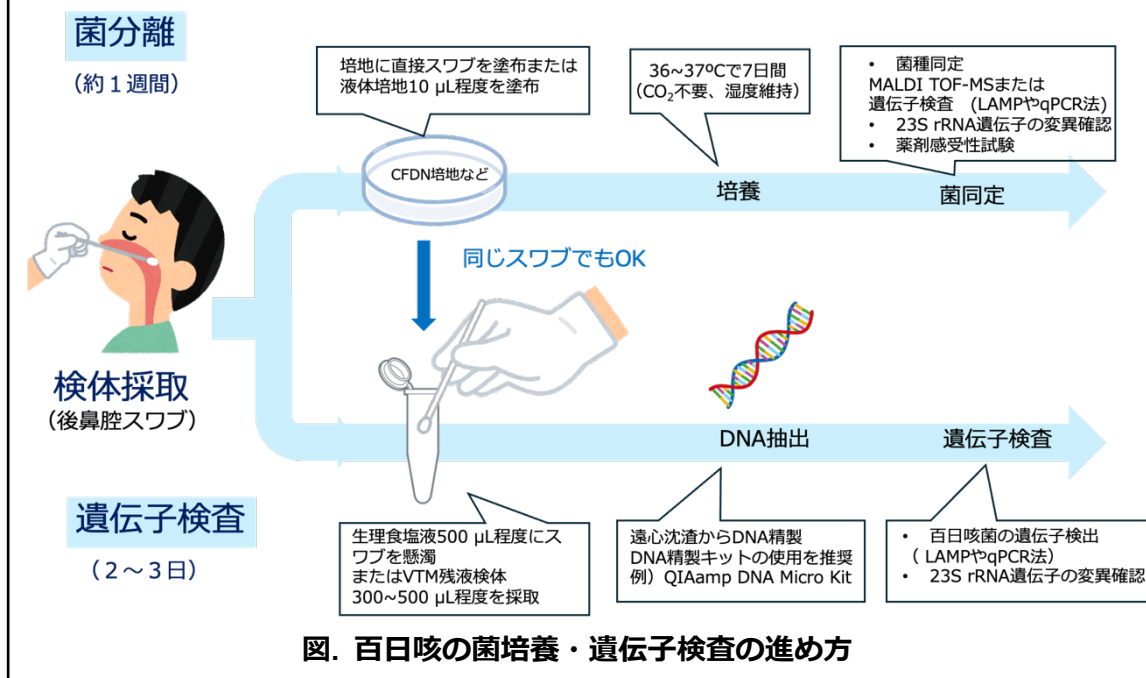 菌分離
(約1週間)
培地に直接スワブを塗布または
液体培地10 μL程度を塗布
36~37ºCで7日間
(CO₂不要、湿度維持)
• 菌種同定
MALDI TOF-MSまたは
遺伝子検査 (LAMPやqPCR法)
• 23S rRNA遺伝子の変異確認
• 薬剤感受性試験
CFDN培地など
培養
菌同定
同じスワブでもOK
検体採取
(後鼻腔スワブ)
DNA抽出
遺伝子検査
遺伝子検査
(2~3日)
生理食塩液500 μL程度にス
ワブを懸濁
またはVTM残液検体
300~500 μL程度を採取
遠心沈渣からDNA精製
DNA精製キットの使用を推奨
例)QIAamp DNA Micro Kit
• 百日咳菌の遺伝子検出
( LAMPやqPCR法)
• 23S rRNA遺伝子の変異確認
図. 百日咳の菌培養・遺伝子検査の進め方